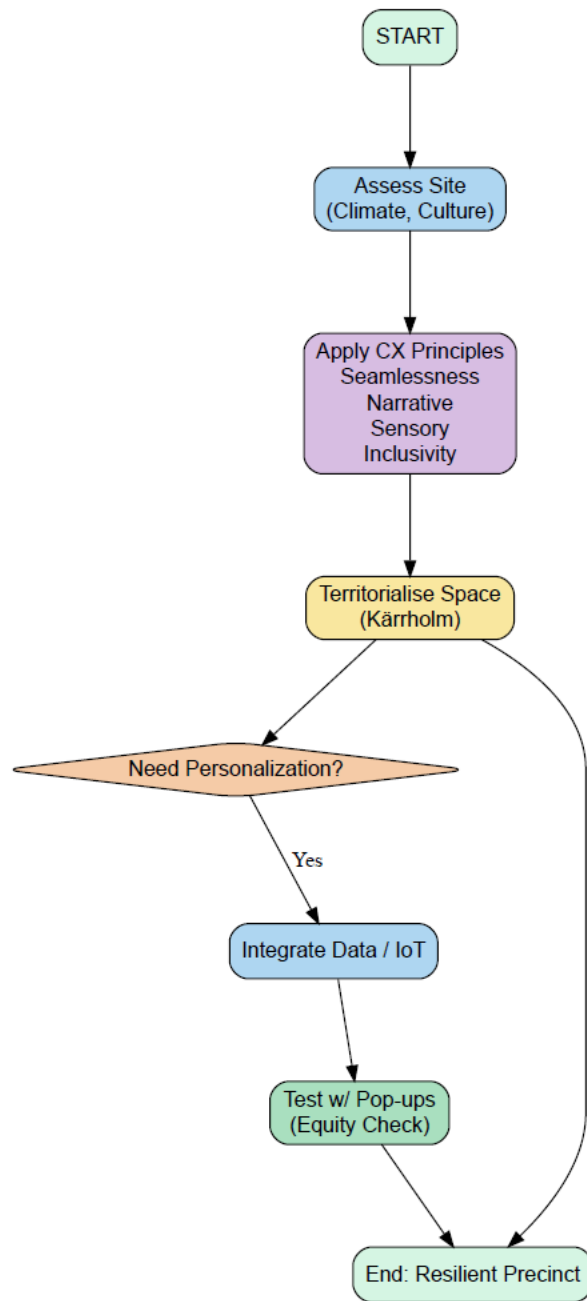 START
Assess Site
(Climate, Culture)
Apply CX Principles
Seamlessness
Narrative
Sensory
Inclusivity
Territorialise Space
(Kärrholm)
Need Personalization?
Yes
Integrate Data / IoT
Test w/ Pop-ups
(Equity Check)
End: Resilient Precinct